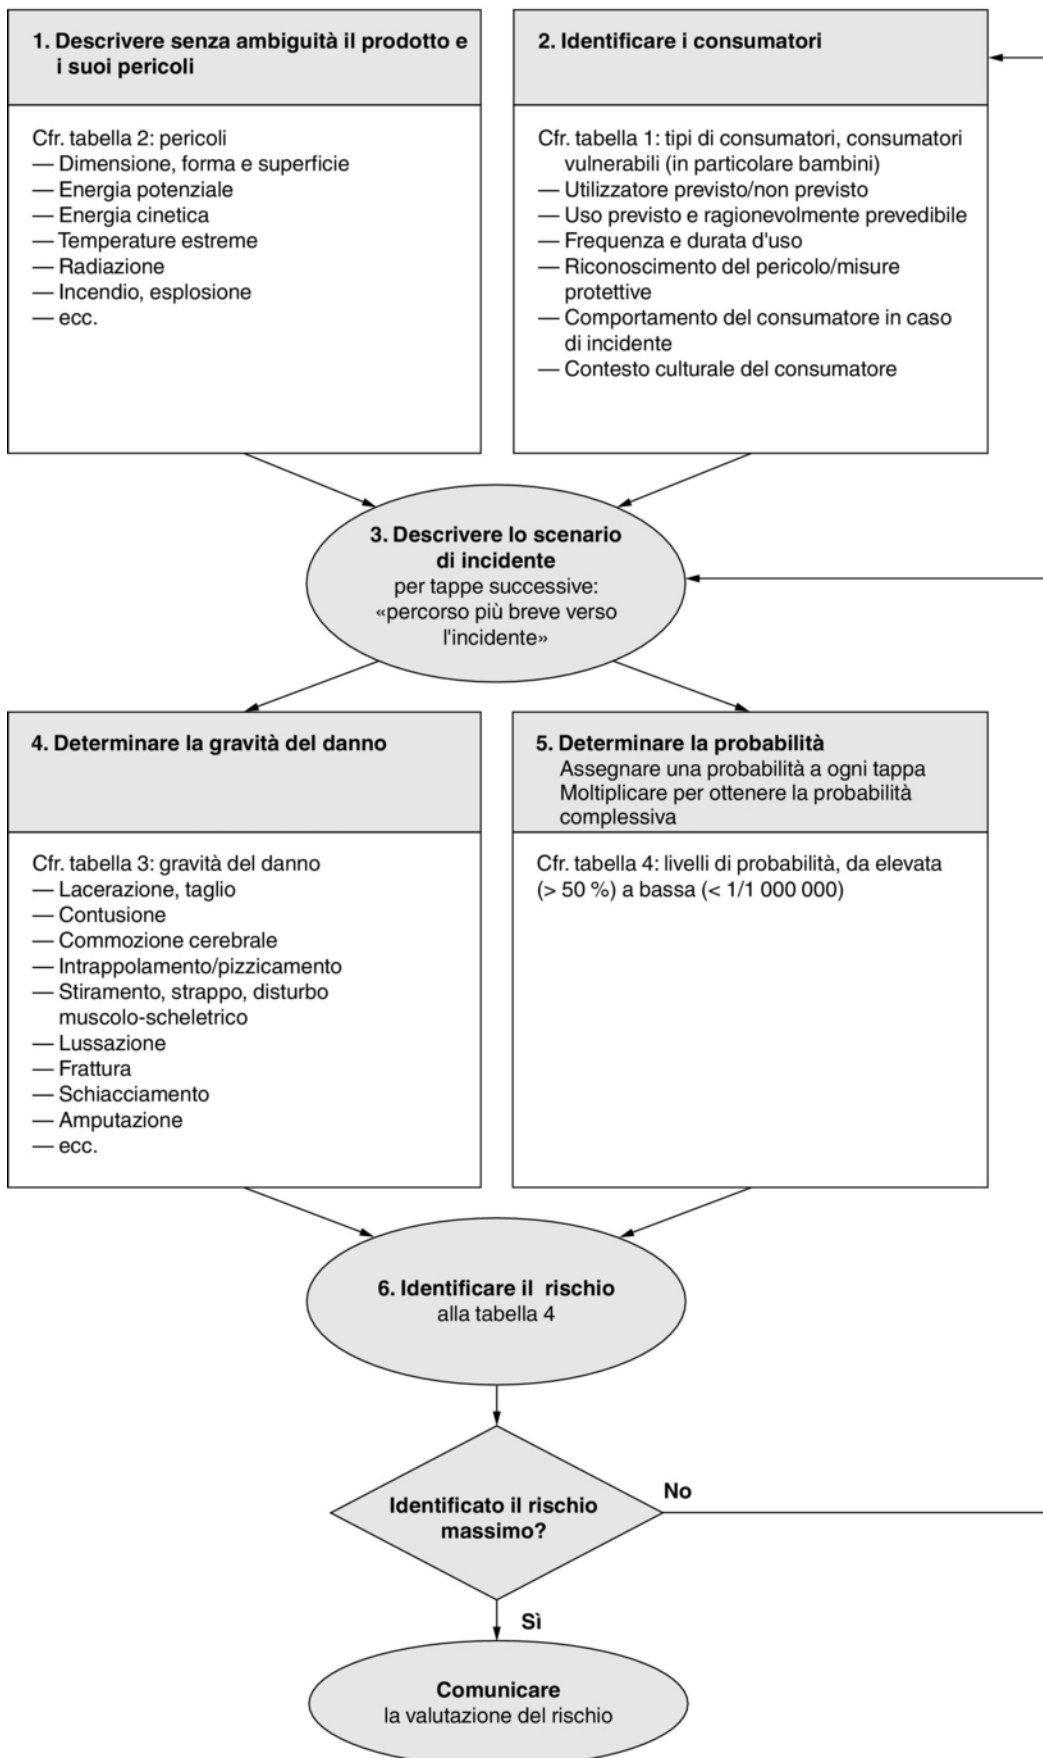 1. Descrivere senza ambiguità il prodotto e
i suoi pericoli
Cfr. tabella 2: pericoli
— Dimensione, forma e superficie
— Energia potenziale
— Energia cinetica
— Temperature estreme
— Radiazione
— Incendio, esplosione
— ecc.
2. Identificare i consumatori
Cfr. tabella 1: tipi di consumatori, consumatori
vulnerabili (in particolare bambini)
— Utilizzatore previsto/non previsto
— Uso previsto e ragionevolmente prevedibile
— Frequenza e durata d'uso
— Riconoscimento del pericolo/misure
protettive
— Comportamento del consumatore in caso
di incidente
— Contesto culturale del consumatore
3. Descrivere lo scenario
di incidente
per tappe successive:
«percorso più breve verso
l'incidente»
4. Determinare la gravità del danno
Cfr. tabella 3: gravità del danno
— Lacerazione, taglio
— Contusione
— Commozione cerebrale
— Intrappolamento/pizzicamento
— Stiramento, strappo, disturbo
muscolo-scheletrico
— Lussazione
— Frattura
— Schiacciamento
— Amputazione
— ecc.
5. Determinare la probabilità
Assegnare una probabilità a ogni tappa
Moltiplicare per ottenere la probabilità
complessiva
Cfr. tabella 4: livelli di probabilità, da elevata
(> 50 %) a bassa (< 1/1 000 000)
6. Identificare il rischio
alla tabella 4
Identificato il rischio
massimo?
No
Sì
Comunicare
la valutazione del rischio